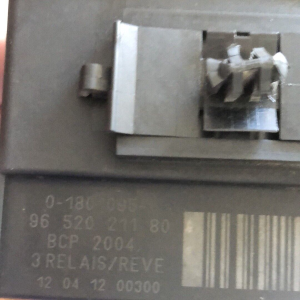 96 520 211 80
BCP 2004
3 RELAIS/REVE
12 04 12 00300